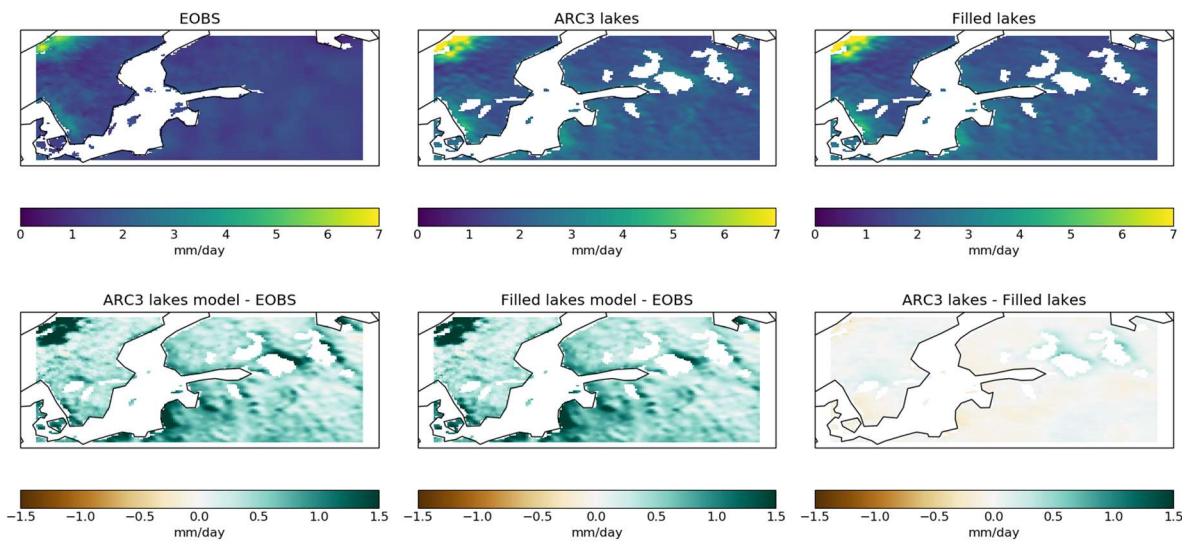 EOBS
ARC3 lakes
Filled lakes
0 1 2 3 4 5 6 7
mm/day
0 1 2 3 4 5 6 7
mm/day
0 1 2 3 4 5 6 7
mm/day
ARC3 lakes model - EOBS
Filled lakes model - EOBS
ARC3 lakes - Filled lakes
−1.5 −1.0 −0.5 0.0 0.5 1.0 1.5
mm/day
−1.5 −1.0 −0.5 0.0 0.5 1.0 1.5
mm/day
−1.5 −1.0 −0.5 0.0 0.5 1.0 1.5
mm/day